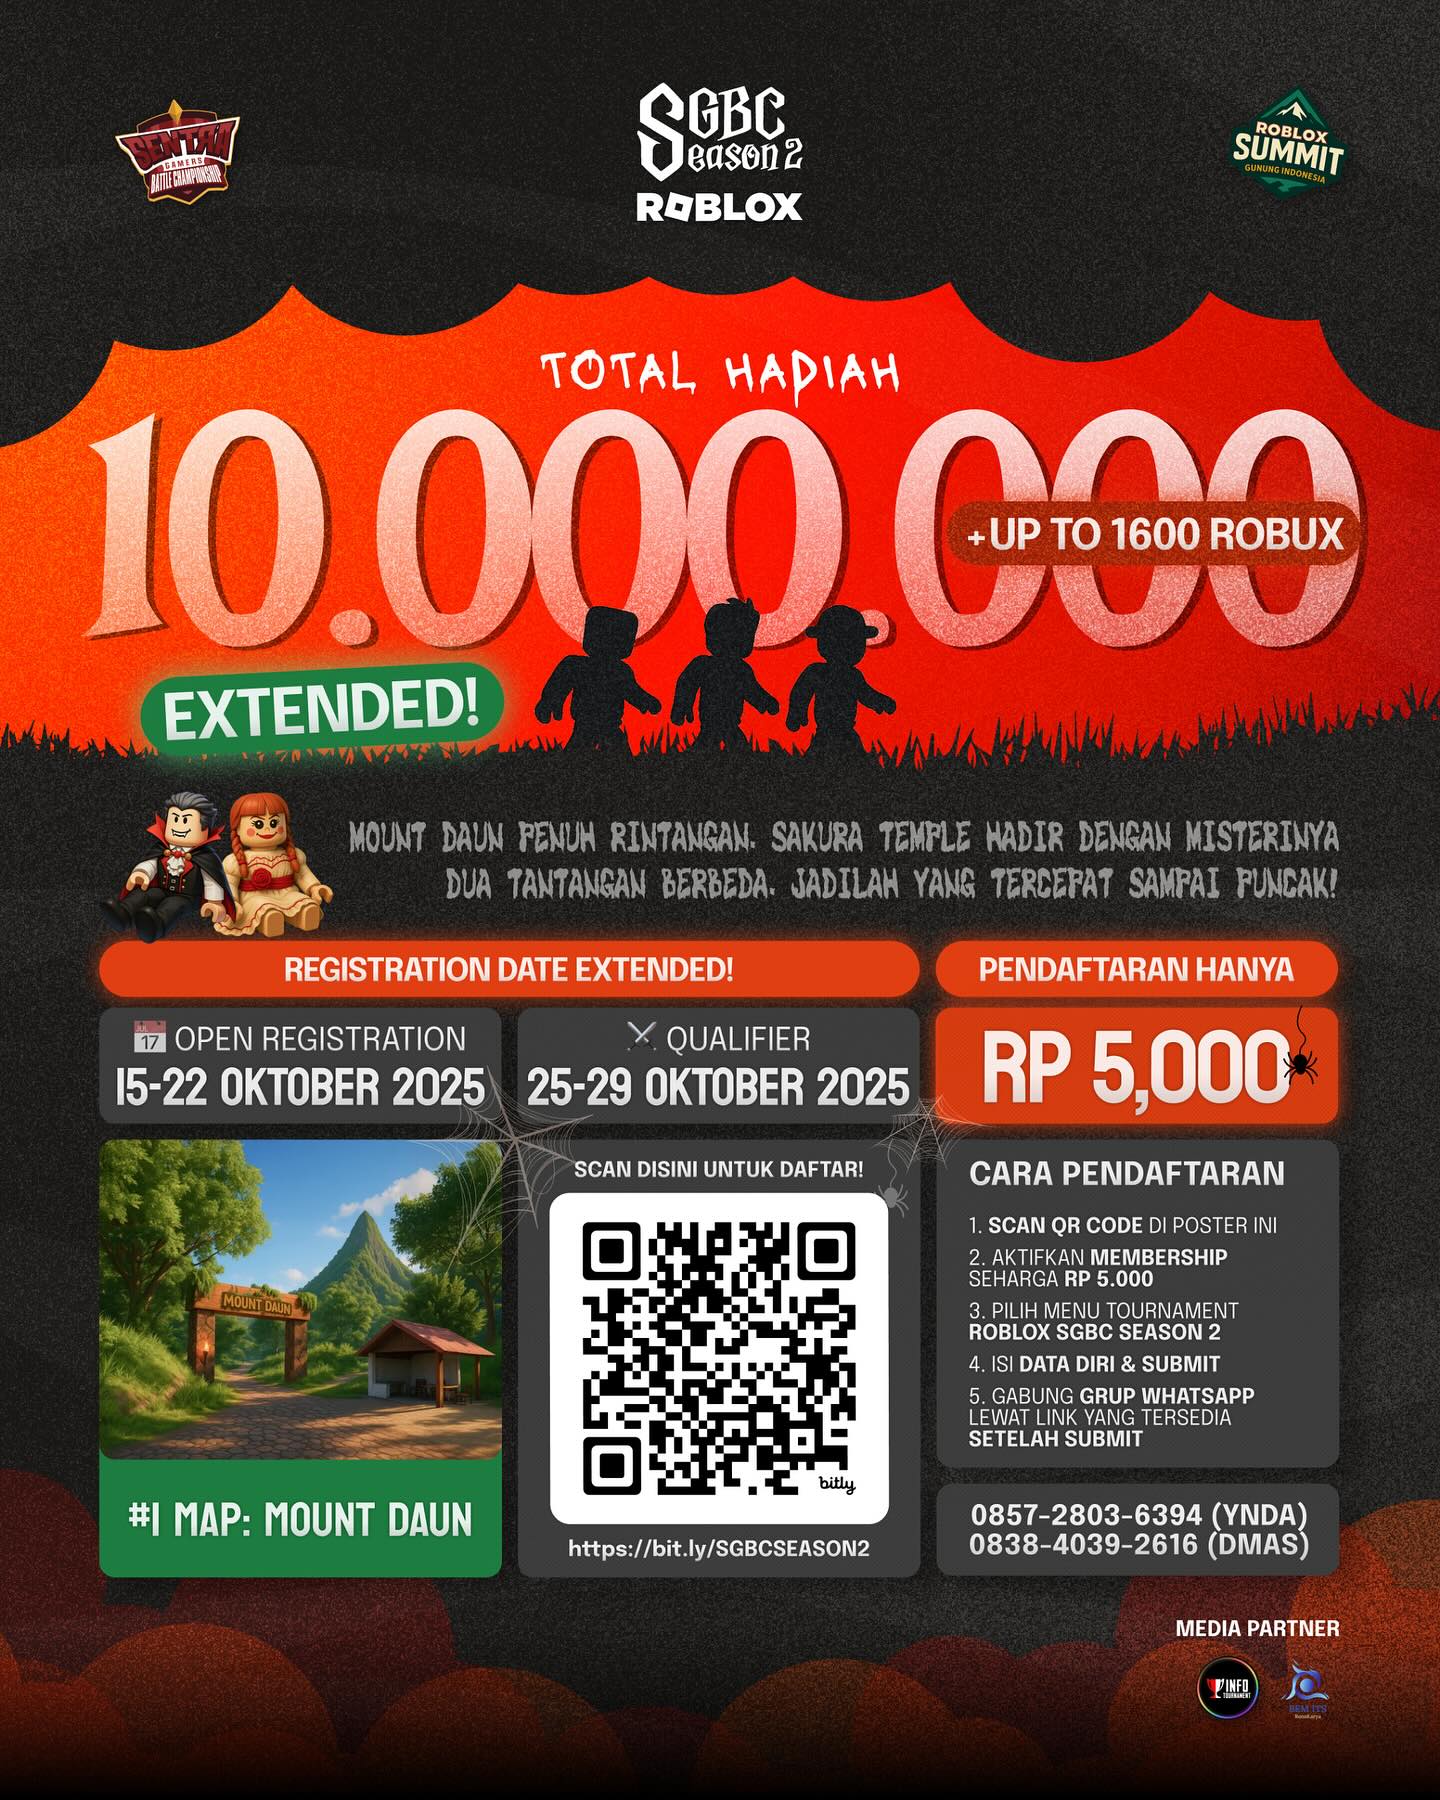 SENTRA
GAMERS
BATTLE CHAMPIONSHIP
SGBC
Season 2
ROBLOX
ROBLOX
SUMMIT
GUNUNG INDONESIA
TOTAL HADIAH
10.000.000
+UP TO 1600 ROBUX
EXTENDED!
MOUNT DAUN PENUH RINTANGAN. SAKURA TEMPLE HADIR DENGAN MISTERINYA
DUA TANTANGAN BERBEDA. JADILAH YANG TERCEPAT SAMPAI PUNCAK!
REGISTRATION DATE EXTENDED!
JUL
17
OPEN REGISTRATION
15-22 OKTOBER 2025
QUALIFIER
25-29 OKTOBER 2025
PENDAFTARAN HANYA
RP 5,000
MOUNT DAUN
#1 MAP: MOUNT DAUN
SCAN DISINI UNTUK DAFTAR!
bitly
https://bit.ly/SGBCSEASON2
CARA PENDAFTARAN
1. SCAN QR CODE DI POSTER INI
2. AKTIFKAN MEMBERSHIP
SEHARGA RP 5.000
3. PILIH MENU TOURNAMENT
ROBLOX SGBC SEASON 2
4. ISI DATA DIRI & SUBMIT
5. GABUNG GRUP WHATSAPP
LEWAT LINK YANG TERSEDIA
SETELAH SUBMIT
0857-2803-6394 (YNDA)
0838-4039-2616 (DMAS)
MEDIA PARTNER
INFO
TOURNAMENT
BEM ITS